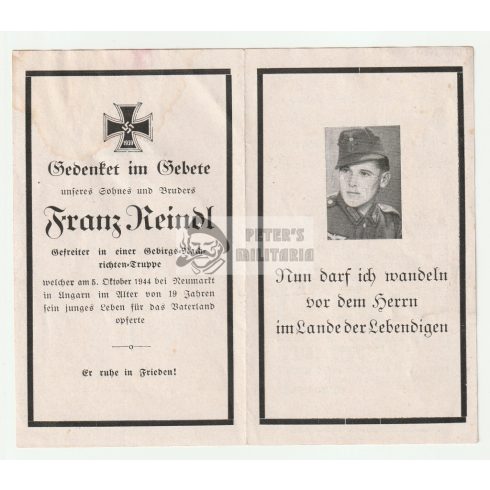 1939
Gedenket im Gebete
unseres Sohnes und Bruders
Franz Reindl
Gefreiter in einer Gebirgs-Nach-
richten-Truppe
welcher am 5. Oktober 1944 bei Neumarkt
in Ungarn im Alter von 19 Jahren
sein junges Leben für das Vaterland
opferte
Er ruhe in Frieden!
PETER'S
MILITARIA
Nun darf ich wandeln
vor dem Herrn
im Lande der Lebendigen